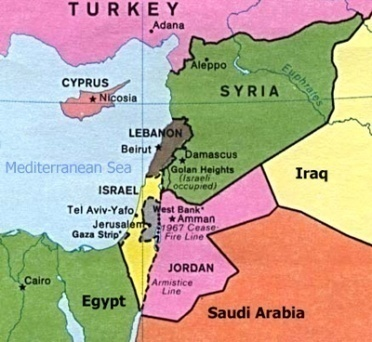 TURKEY
Adana
Aleppo
Euphrates
CYPRUS
Nicosia
SYRIA
LEBANON
Beirut
Damascus
Mediterranean Sea
Golan Heights
(Israeli
occupied)
Iraq
ISRAEL
Tel Aviv-Yafo
West Bank*
Amman
Jerusalem
1967 Cease-
Fire Line
Gaza Strip*
JORDAN
Cairo
Armistice
Line
Egypt
Saudi Arabia